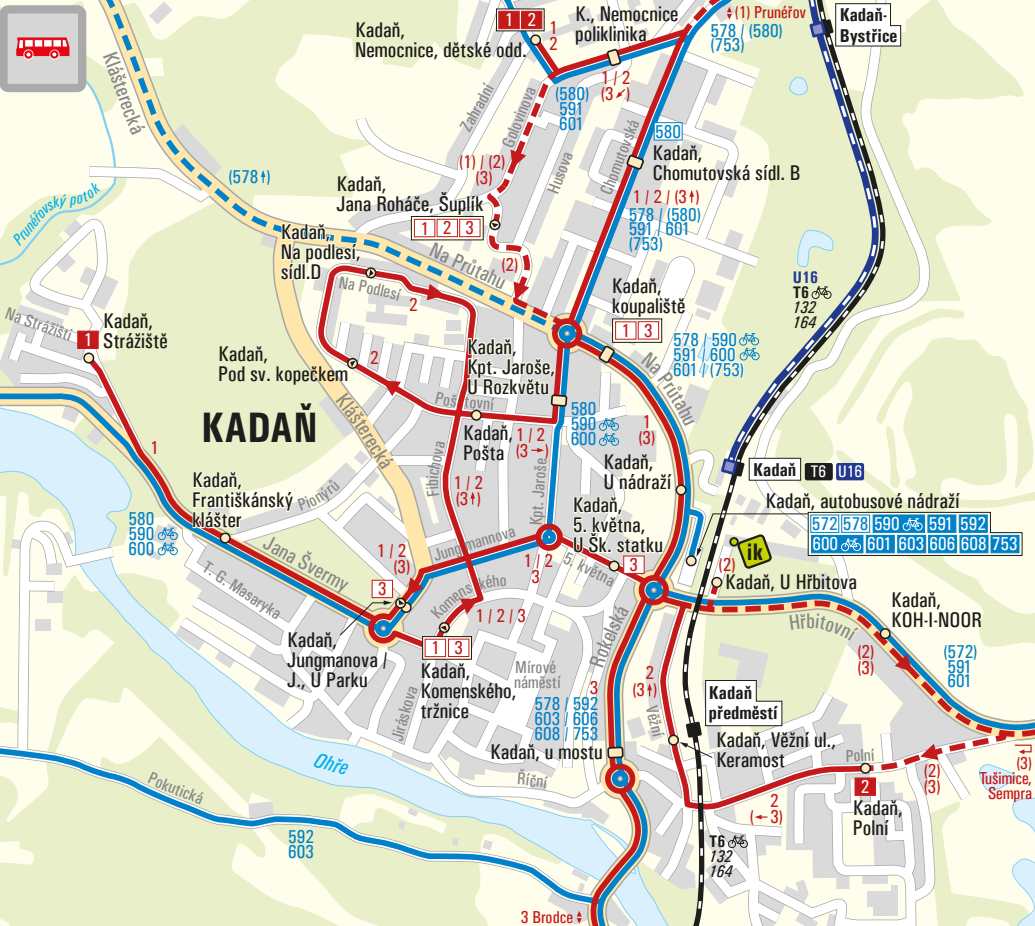 Kadaň,
Nemocnice, dětské odd.
1 2
1
2
K., Nemocnice
poliklinika
(1) Prunéřov
578 / (580)
(753)
Kadaň-
Bystřice
Klášterecká
Zahradní
Golovinova
(580)
591
601
1 / 2
(3 ↙)
Husova
Chomutovská
580
Kadaň,
Chomutovská sídl. B
(1) / (2)
(3)
(578↑)
Prunéřovský potok
Kadaň,
Jana Roháče, Šuplík
1 2 3
1 / 2 / (3↑)
578 / (580)
591 / 601
(753)
Kadaň,
Na podlesí,
sídl.D
Na Průtahu
(2)
Na Podlesí
2
U16
T6
132
164
Kadaň,
koupaliště
1 3
Na Strážišti
1
Kadaň,
Strážiště
Kadaň,
Pod sv. kopečkem
2
Kadaň,
Kpt. Jaroše,
U Rozkvětu
578 / 590
591 / 600
601 / (753)
Na Průtahu
KADAŇ
Klášterecká
Poštovní
Kadaň,
Pošta
1 / 2
(3 →)
580
590
600
1
(3)
1
Fibichova
1 / 2
(3↑)
Kpt. Jaroše
Kadaň,
U nádraží
Kadaň T6 U16
Kadaň,
Františkánský
klášter
Pionýrů
580
590
600
Kadaň,
5. května,
U Šk. statku
Kadaň, autobusové nádraží
572 578 590 591 592
600 601 603 606 608 753
Jana Švermy
T. G. Masaryka
1 / 2
(3)
Jungmannova
1 / 2
3
5. května
3
ik
(2)
Kadaň, U Hřbitova
3
Komenského
1 / 2 / 3
Kadaň,
Jungmanova /
J., U Parku
1 3
Kadaň,
Komenského,
tržnice
Jiráskova
Mírové
náměstí
Rokelská
Hřbitovní
Kadaň,
KOH-I-NOOR
(2)
(3)
(572)
591
601
2
(3↑)
Věžní
3
578 / 592
603 / 606
608 / 753
Kadaň
předměstí
Kadaň, u mostu
Kadaň, Věžní ul.,
Keramost
Polní
(2)
(3)
(3)
Tušimice,
Sempra
Ohře
Říční
Pokutická
592
603
2
Kadaň,
Polní
2
(← 3)
T6
132
164
3 Brodce